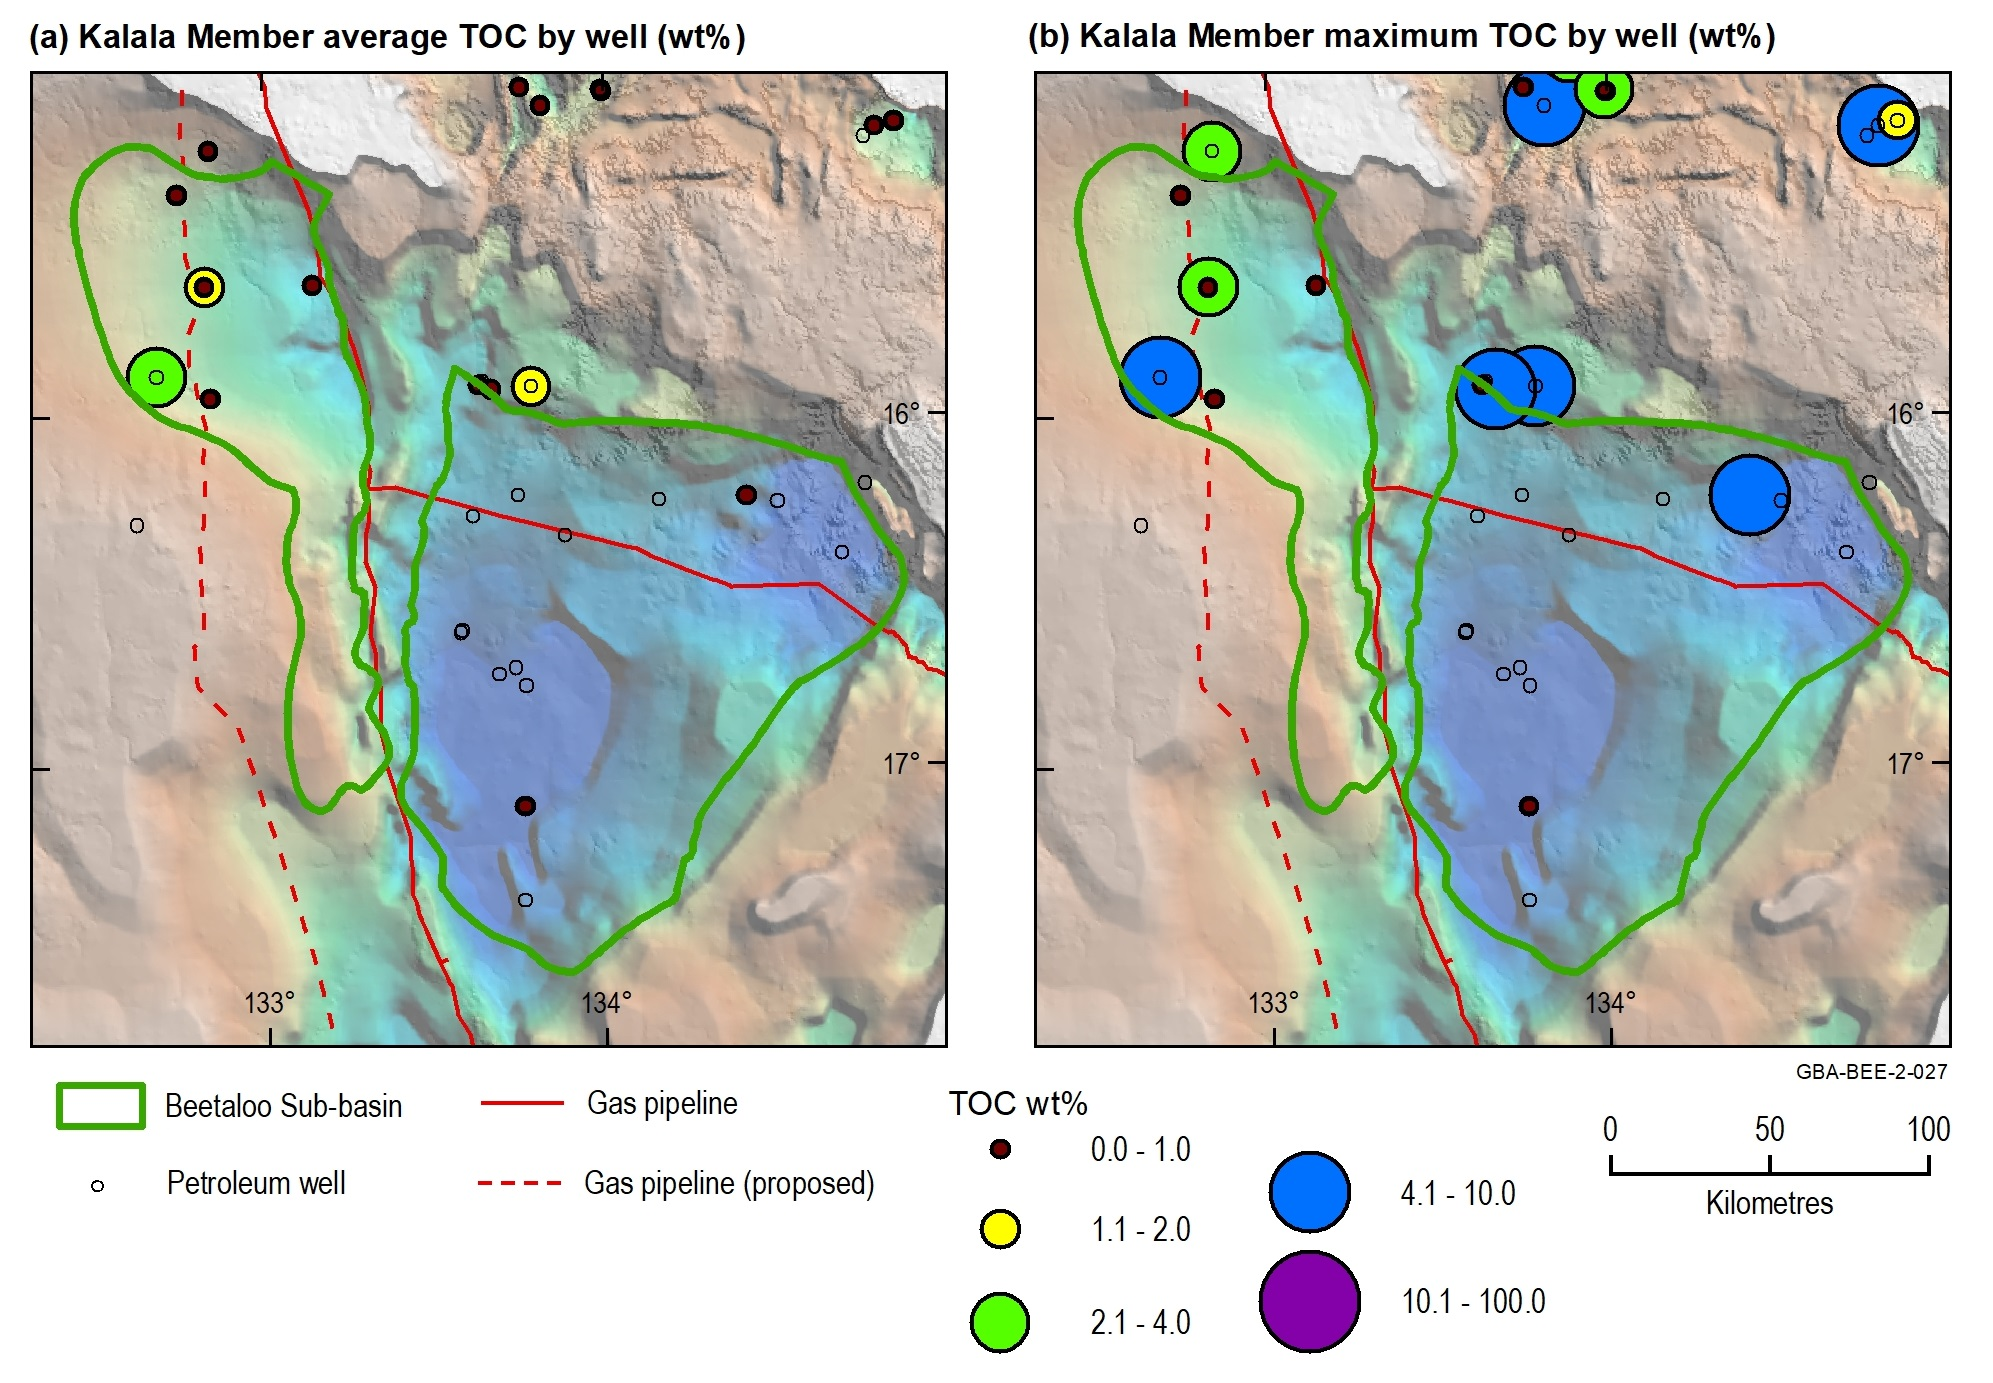 (a) Kalala Member average TOC by well (wt%)
(b) Kalala Member maximum TOC by well (wt%)
16°
17°
133°
134°
16°
17°
133°
134°
GBA-BEE-2-027
Beetaloo Sub-basin
Gas pipeline
Petroleum well
Gas pipeline (proposed)
TOC wt%
0.0 - 1.0
1.1 - 2.0
2.1 - 4.0
4.1 - 10.0
10.1 - 100.0
0 50 100
Kilometres